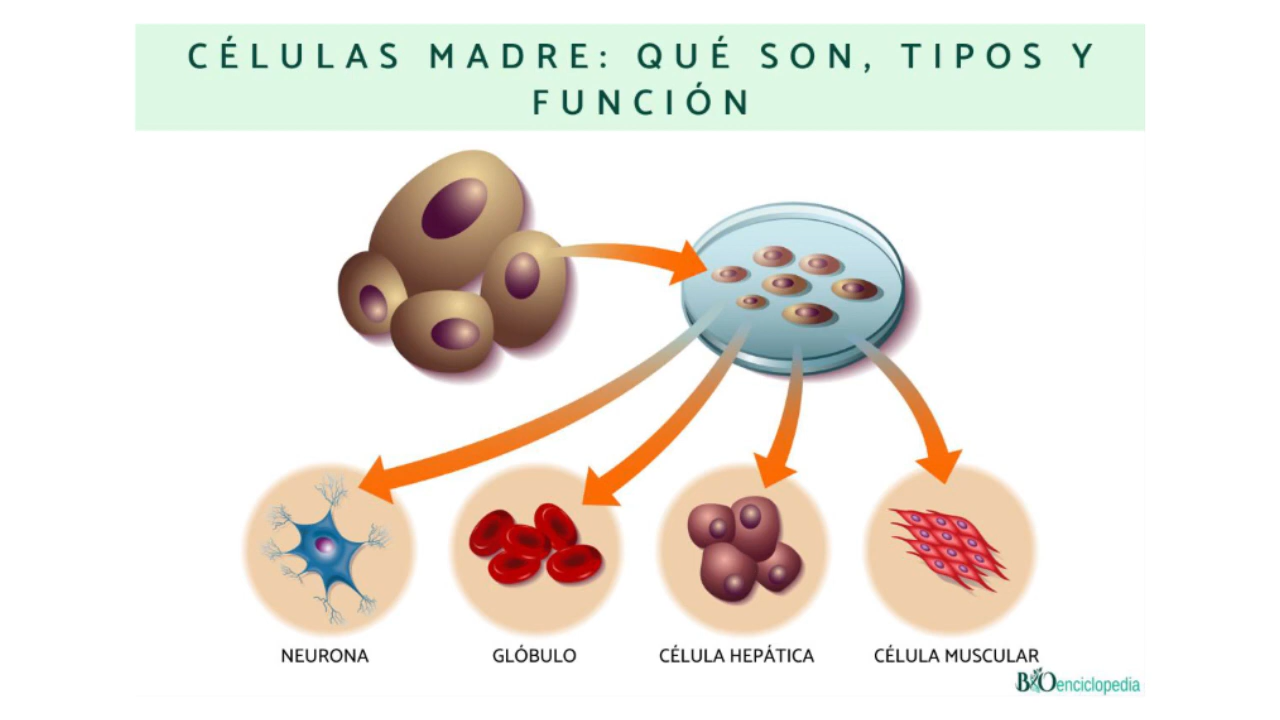 CÉLULAS MADRE: QUÉ SON, TIPOS Y
FUNCIÓN
NEURONA
GLÓBULO
CÉLULA HEPÁTICA
CÉLULA MUSCULAR
BIOenciclopedia